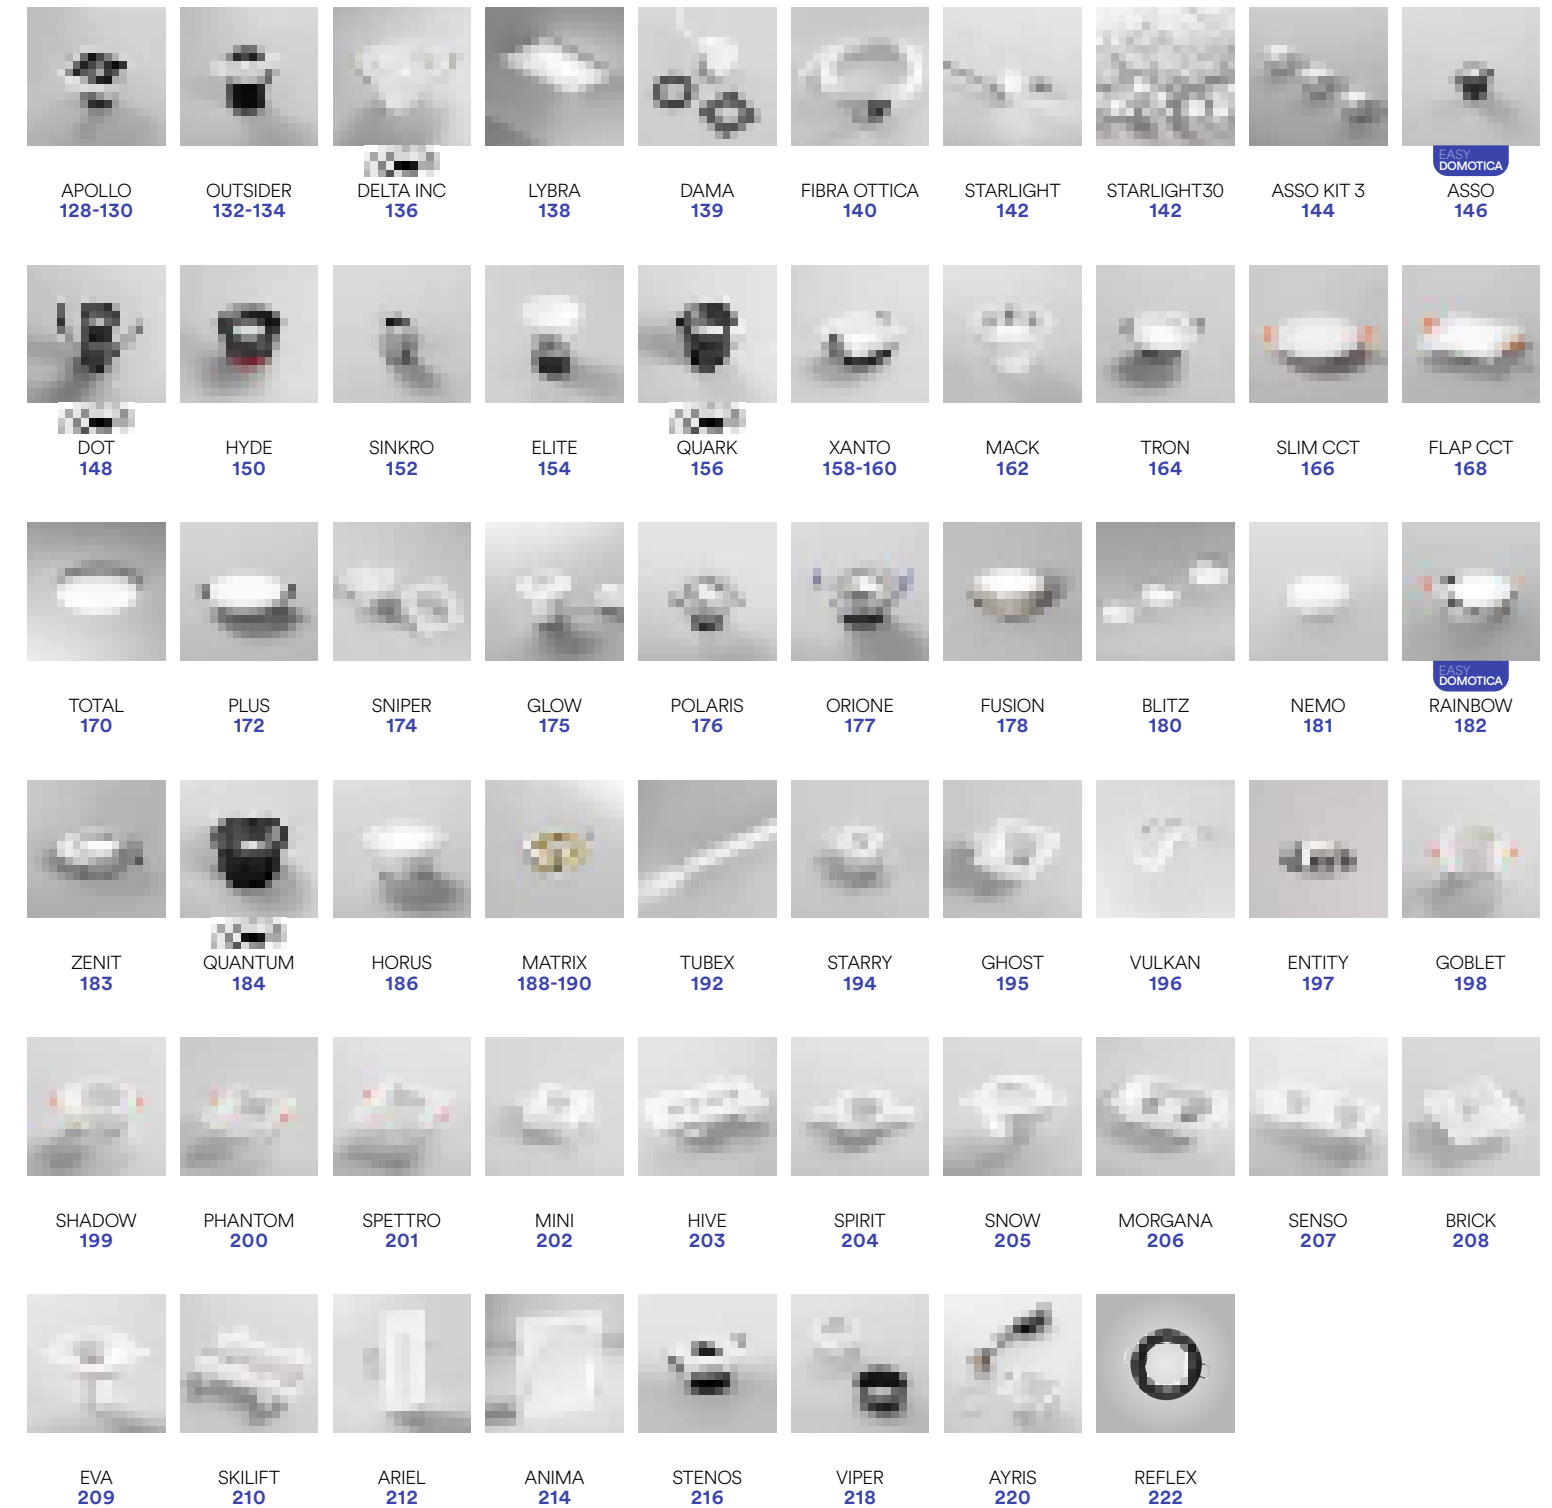 EASY
DOMOTICA
APOLLO
128-130
OUTSIDER
132-134
DELTA INC
136
LYBRA
138
DAMA
139
FIBRA OTTICA
140
STARLIGHT
142
STARLIGHT30
142
ASSO KIT 3
144
ASSO
146
DOT
148
HYDE
150
SINKRO
152
ELITE
154
QUARK
156
XANTO
158-160
MACK
162
TRON
164
SLIM CCT
166
FLAP CCT
168
EASY
DOMOTICA
TOTAL
170
PLUS
172
SNIPER
174
GLOW
175
POLARIS
176
ORIONE
177
FUSION
178
BLITZ
180
NEMO
181
RAINBOW
182
ZENIT
183
QUANTUM
184
HORUS
186
MATRIX
188-190
TUBEX
192
STARRY
194
GHOST
195
VULKAN
196
ENTITY
197
GOBLET
198
SHADOW
199
PHANTOM
200
SPETTRO
201
MINI
202
HIVE
203
SPIRIT
204
SNOW
205
MORGANA
206
SENSO
207
BRICK
208
EVA
209
SKILIFT
210
ARIEL
212
ANIMA
214
STENOS
216
VIPER
218
AYRIS
220
REFLEX
222